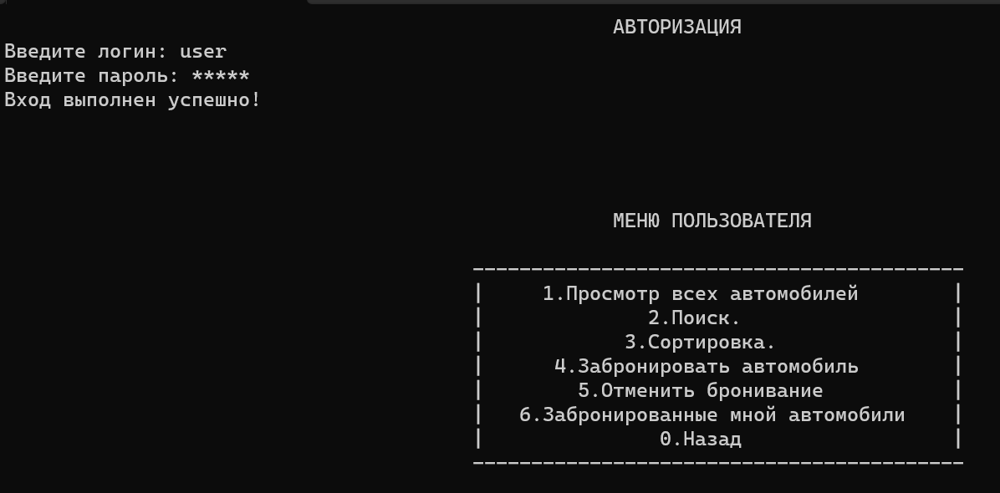 АВТОРИЗАЦИЯ
Введите логин: user
Введите пароль: *****
Вход выполнен успешно!
МЕНЮ ПОЛЬЗОВАТЕЛЯ
------------------------------------------
| 1.Просмотр всех автомобилей |
| 2.Поиск. |
| 3.Сортировка. |
| 4.Забронировать автомобиль |
| 5.Отменить бронивание |
| 6.Забронированные мной автомобили |
| 0.Назад |
------------------------------------------